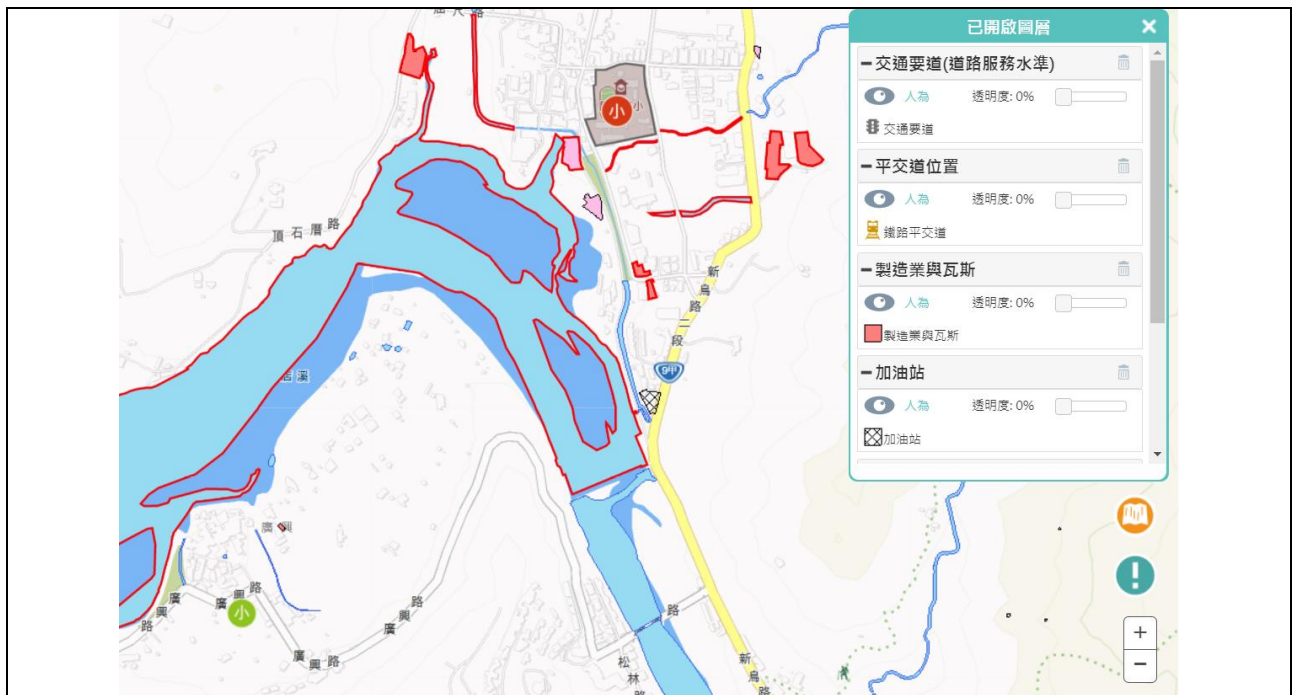 已開啟圖層
交通要道(道路服務水準)
人為 透明度: 0%
交通要道
平交道位置
人為 透明度: 0%
鐵路平交道
製造業與瓦斯
人為 透明度: 0%
製造業與瓦斯
加油站
人為 透明度: 0%
加油站
小
頂石厝路
新烏路二段
9甲
廣興
小
廣興路
廣興路
廣興路
路
松林路
新烏路
+
−